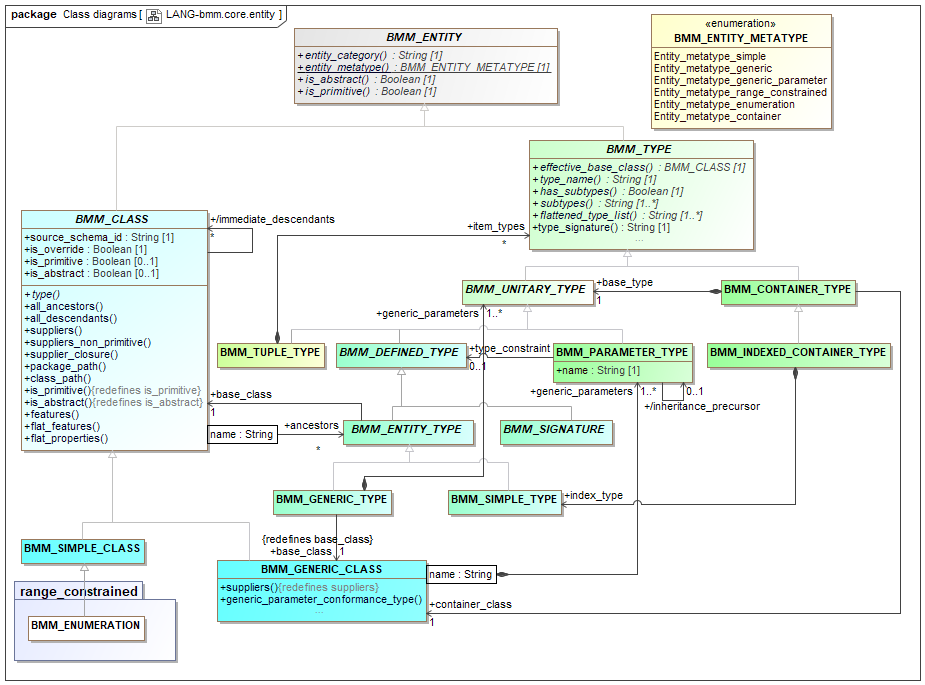 package Class diagrams [ LANG-bmm.core.entity ]
BMM_ENTITY
+entity_category() : String [1]
+entity_metatype() : BMM_ENTITY_METATYPE [1]
+is_abstract() : Boolean [1]
+is_primitive() : Boolean [1]
«enumeration»
BMM_ENTITY_METATYPE
Entity_metatype_simple
Entity_metatype_generic
Entity_metatype_generic_parameter
Entity_metatype_range_constrained
Entity_metatype_enumeration
Entity_metatype_container
BMM_TYPE
+effective_base_class() : BMM_CLASS [1]
+type_name() : String [1]
+has_subtypes() : Boolean [1]
+subtypes() : String [1..*]
+flattened_type_list() : String [1..*]
+type_signature() : String [1]
...
BMM_CLASS
+source_schema_id : String [1]
+is_override : Boolean [1]
+is_primitive : Boolean [0..1]
+is_abstract : Boolean [0..1]
+type()
+all_ancestors()
+all_descendants()
+suppliers()
+suppliers_non_primitive()
+supplier_closure()
+package_path()
+class_path()
+is_primitive(){redefines is_primitive}
+is_abstract(){redefines is_abstract}
+features()
+flat_features()
+flat_properties()
+/immediate_descendants
*
+item_types
*
BMM_UNITARY_TYPE
+base_type
1
BMM_CONTAINER_TYPE
+generic_parameters
1..*
BMM_TUPLE_TYPE
BMM_DEFINED_TYPE
+type_constraint
0..1
BMM_PARAMETER_TYPE
+name : String [1]
BMM_INDEXED_CONTAINER_TYPE
+generic_parameters
1..*
0..1
+/inheritance_precursor
+base_class
1
name : String
+ancestors
*
BMM_ENTITY_TYPE
BMM_SIGNATURE
BMM_GENERIC_TYPE
BMM_SIMPLE_TYPE
+index_type
{redefines base_class}
+base_class
1
BMM_SIMPLE_CLASS
BMM_GENERIC_CLASS
+suppliers(){redefines suppliers}
+generic_parameter_conformance_type()
...
name : String
+container_class
1
range_constrained
BMM_ENUMERATION